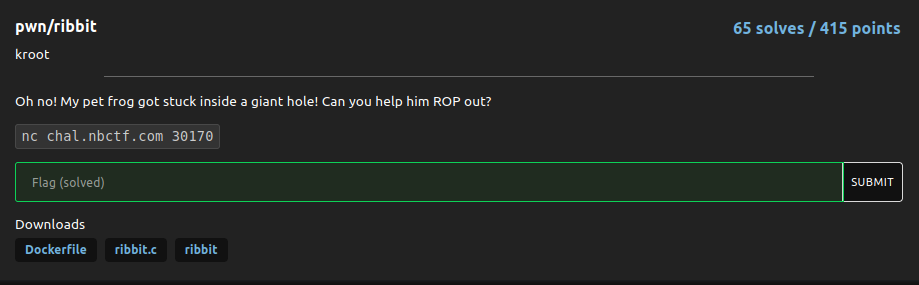 pwn/ribbit
65 solves / 415 points
kroot
Oh no! My pet frog got stuck inside a giant hole! Can you help him ROP out?
nc chal.nbctf.com 30170
Flag (solved)
SUBMIT
Downloads
Dockerfile ribbit.c ribbit